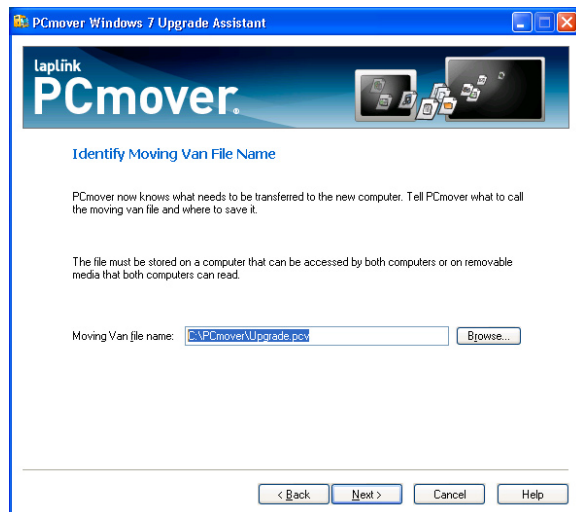 PCmover Windows 7 Upgrade Assistant
laplink
PCmover.
Identify Moving Van File Name
PCmover now knows what needs to be transferred to the new computer. Tell PCmover what to call
the moving van file and where to save it.
The file must be stored on a computer that can be accessed by both computers or on removable
media that both computers can read.
Moving Van file name: C:\PCmover\Upgrade.pcv Browse...
< Back Next > Cancel Help